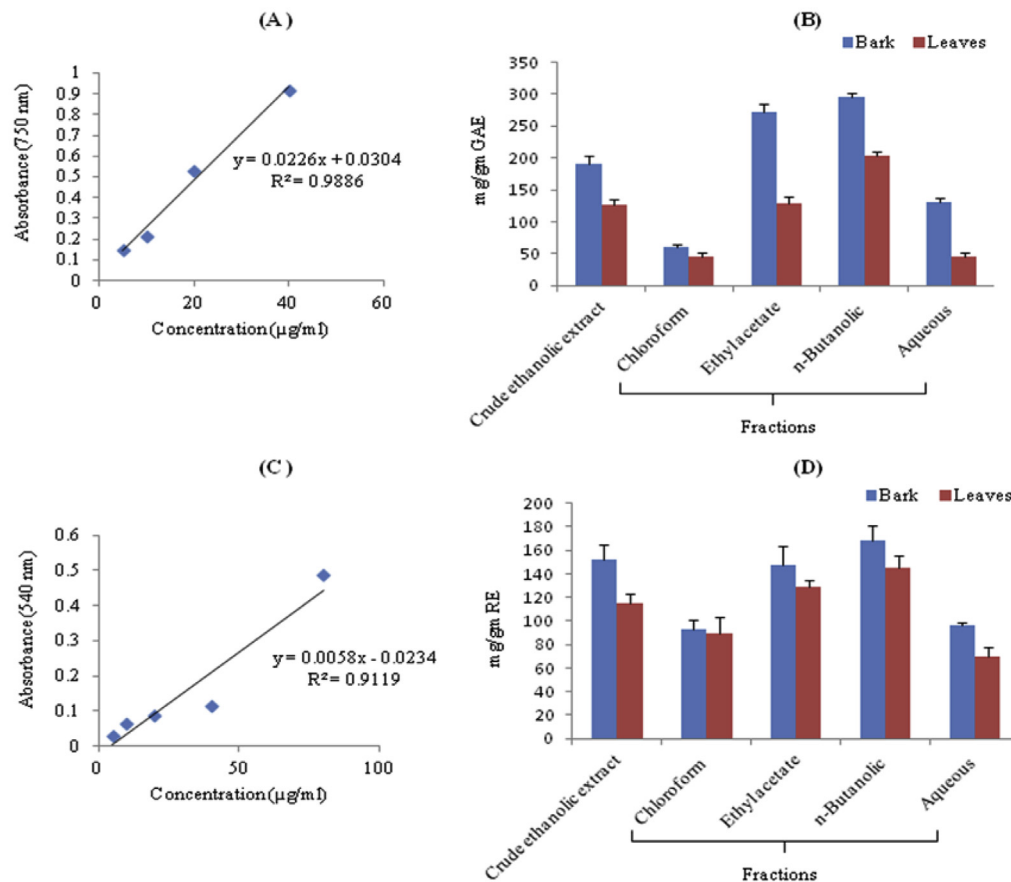 (A)
Absorbance (750 nm)
1
0.9
0.8
0.7
0.6
0.5
0.4
0.3
0.2
0.1
0
y = 0.0226x + 0.0304
R² = 0.9886
0 20 40 60
Concentration (µg/ml)
(B)
Bark Leaves
mg/gm GAE
350
300
250
200
150
100
50
0
Crude ethanolic extract
Chloroform
Ethyl acetate
n-Butanolic
Aqueous
Fractions
(C)
Absorbance (540 nm)
0.6
0.5
0.4
0.3
0.2
0.1
0
y = 0.0058x - 0.0234
R² = 0.9119
0 50 100
Concentration (µg/ml)
(D)
Bark Leaves
mg/gm RE
200
180
160
140
120
100
80
60
40
20
0
Crude ethanolic extract
Chloroform
Ethyl acetate
n-Butanolic
Aqueous
Fractions